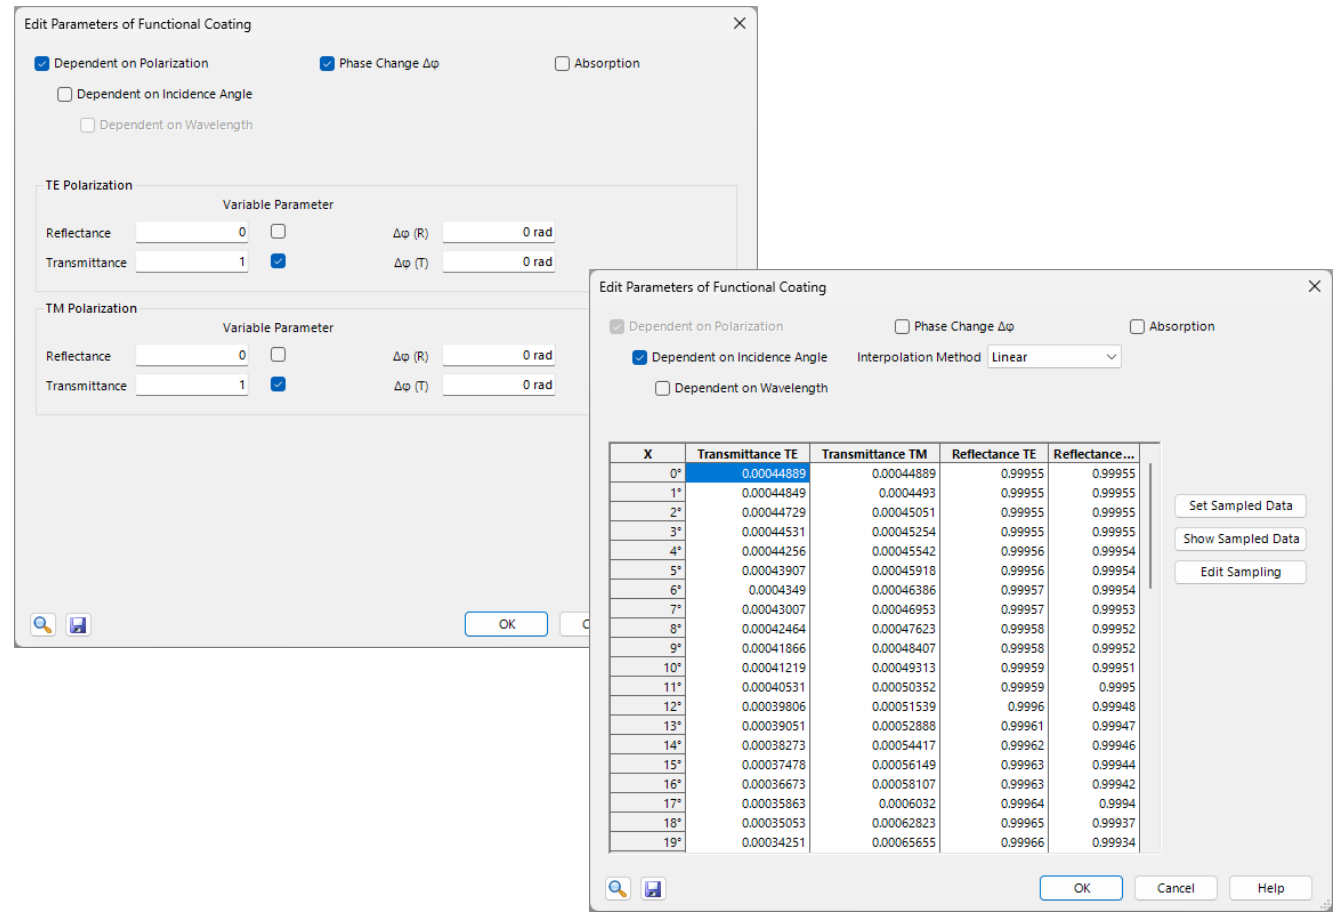 Edit Parameters of Functional Coating
Dependent on Polarization Phase Change Δφ Absorption
Dependent on Incidence Angle
Dependent on Wavelength
TE Polarization
Variable Parameter
Reflectance 0 Δφ (R) 0 rad
Transmittance 1 Δφ (T) 0 rad
TM Polarization
Variable Parameter
Reflectance 0 Δφ (R) 0 rad
Transmittance 1 Δφ (T) 0 rad
OK
Edit Parameters of Functional Coating
Dependent on Polarization Phase Change Δφ Absorption
Dependent on Incidence Angle Interpolation Method Linear
Dependent on Wavelength
X Transmittance TE Transmittance TM Reflectance TE Reflectance...
0° 0.00044889 0.00044889 0.99955 0.99955
1° 0.00044849 0.0004493 0.99955 0.99955
2° 0.00044729 0.00045051 0.99955 0.99955
3° 0.00044531 0.00045254 0.99955 0.99955
4° 0.00044256 0.00045542 0.99956 0.99954
5° 0.00043907 0.00045918 0.99956 0.99954
6° 0.0004349 0.00046386 0.99957 0.99954
7° 0.00043007 0.00046953 0.99957 0.99953
8° 0.00042464 0.00047623 0.99958 0.99952
9° 0.00041866 0.00048407 0.99958 0.99952
10° 0.00041219 0.00049313 0.99959 0.99951
11° 0.00040531 0.00050352 0.99959 0.9995
12° 0.00039806 0.00051539 0.9996 0.99948
13° 0.00039051 0.00052888 0.99961 0.99947
14° 0.00038273 0.00054417 0.99962 0.99946
15° 0.00037478 0.00056149 0.99963 0.99944
16° 0.00036673 0.00058107 0.99963 0.99942
17° 0.00035863 0.0006032 0.99964 0.9994
18° 0.00035053 0.00062823 0.99965 0.99937
19° 0.00034251 0.00065655 0.99966 0.99934
Set Sampled Data
Show Sampled Data
Edit Sampling
OK Cancel Help